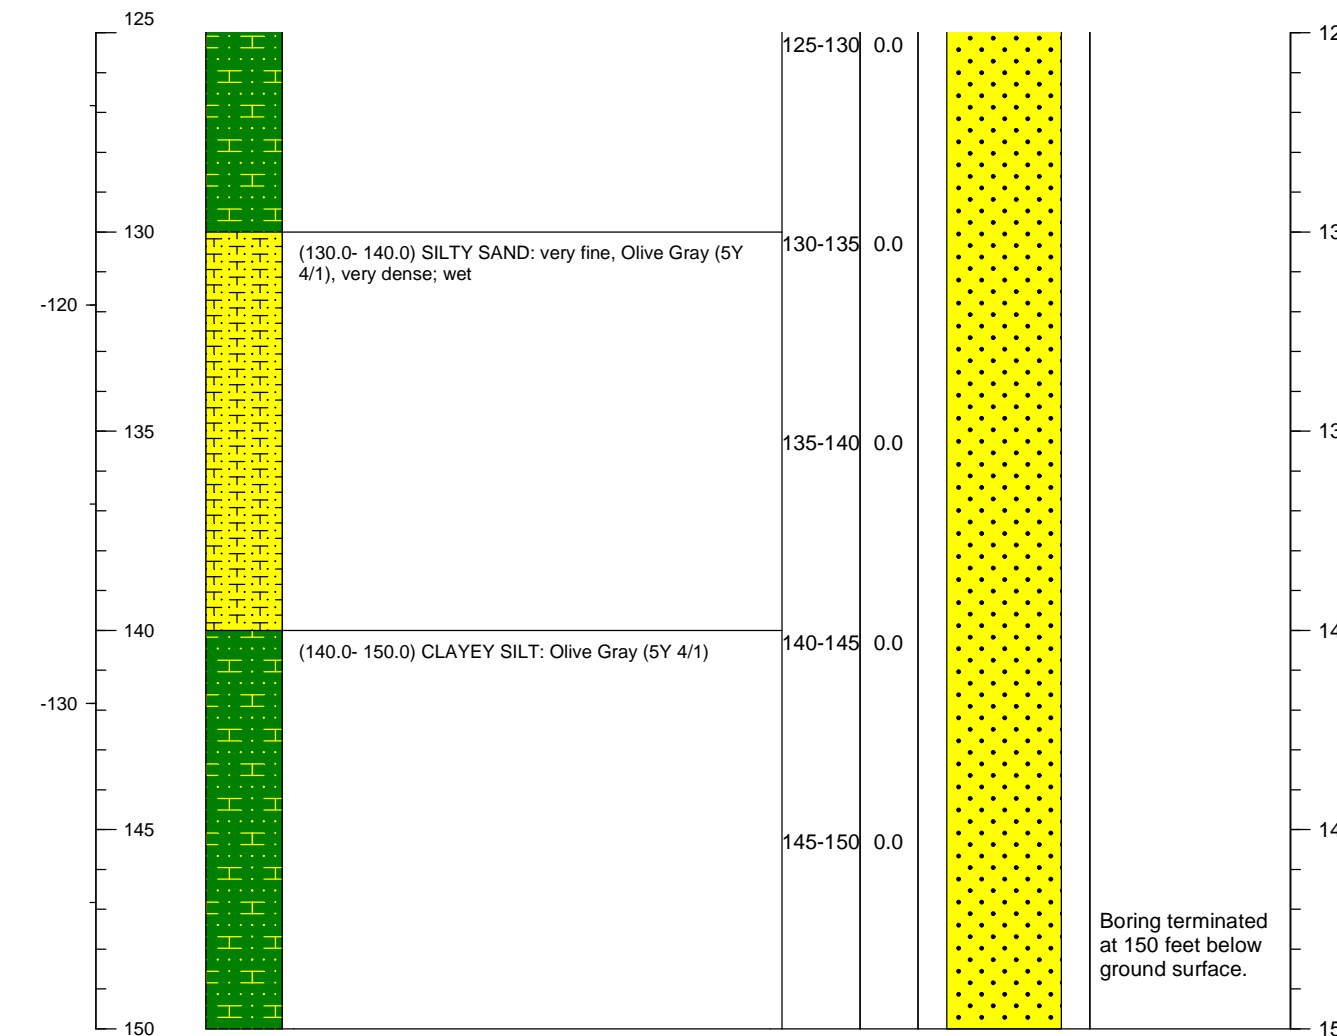 125
125-130 0.0
130
(130.0- 140.0) SILTY SAND: very fine, Olive Gray (5Y
4/1), very dense; wet
130-135 0.0
-120
135
135-140 0.0
140
(140.0- 150.0) CLAYEY SILT: Olive Gray (5Y 4/1)
140-145 0.0
-130
145
145-150 0.0
Boring terminated
at 150 feet below
ground surface.
150